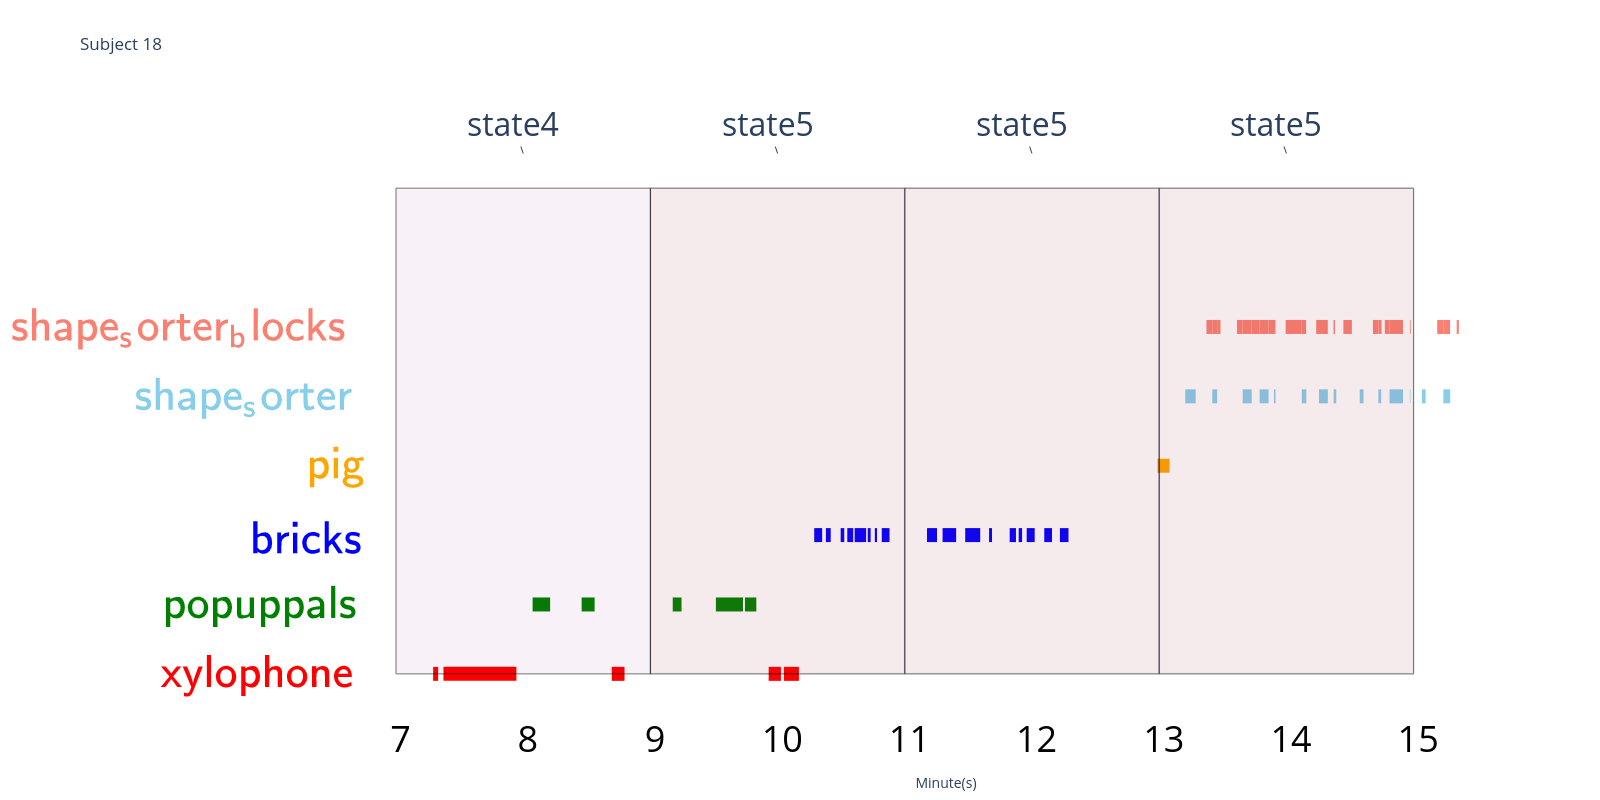 Subject 18
state4 state5 state5 state5
shapesorterblocks
shapesorter
pig
bricks
popuppals
xylophone
7 8 9 10 11 12 13 14 15
Minute(s)